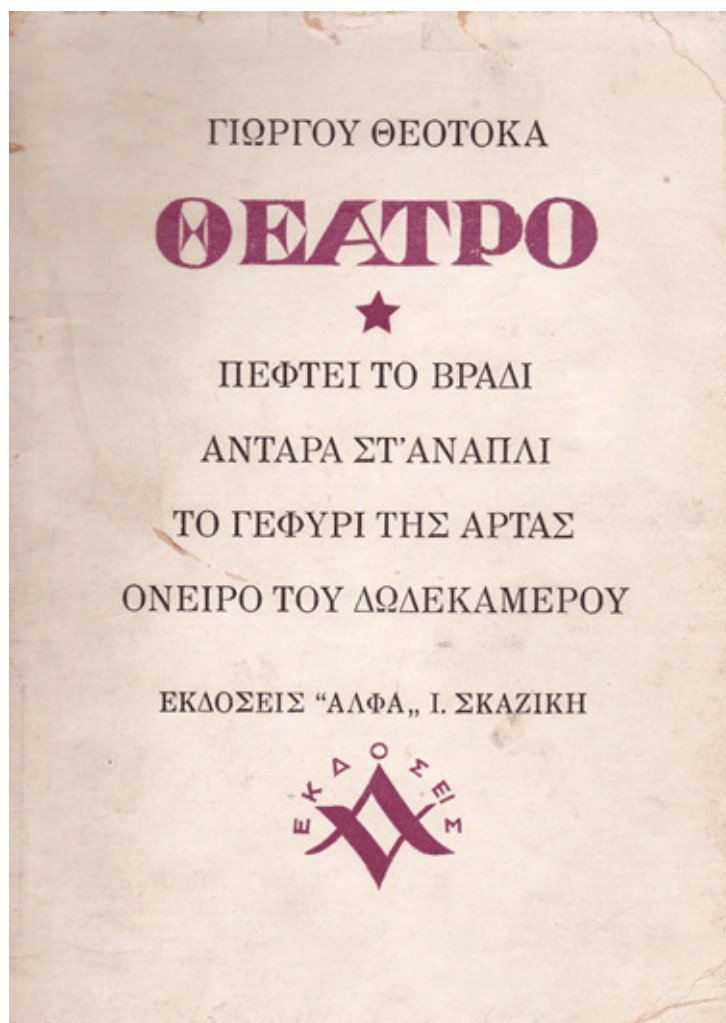 ΓΙΩΡΓΟΥ ΘΕΟΤΟΚΑ
ΘΕΑΤΡΟ
ΠΕΦΤΕΙ ΤΟ ΒΡΑΔΙ
ΑΝΤΑΡΑ ΣΤ'ΑΝΑΠΛΙ
ΤΟ ΓΕΦΥΡΙ ΤΗΣ ΑΡΤΑΣ
ΟΝΕΙΡΟ ΤΟΥ ΔΩΔΕΚΑΜΕΡΟΥ
ΕΚΔΟΣΕΙΣ “ΑΛΦΑ„ Ι. ΣΚΑΖΙΚΗ
ΕΚΔΟΣΕΙΣ